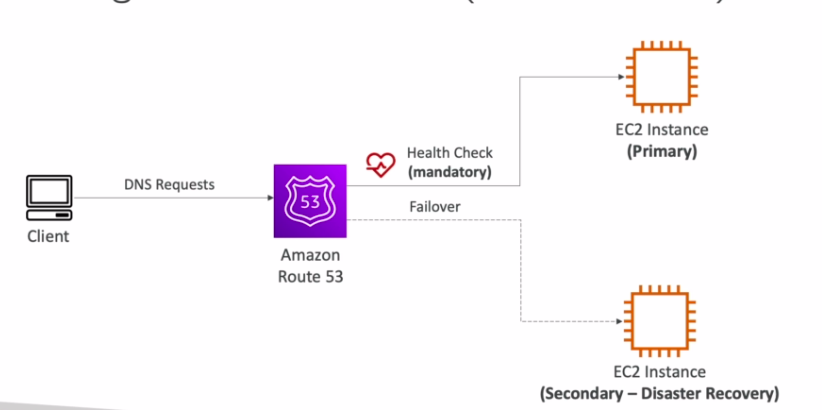 DNS Requests
Client
53
Amazon
Route 53
Health Check
(mandatory)
Failover
EC2 Instance
(Primary)
EC2 Instance
(Secondary – Disaster Recovery)